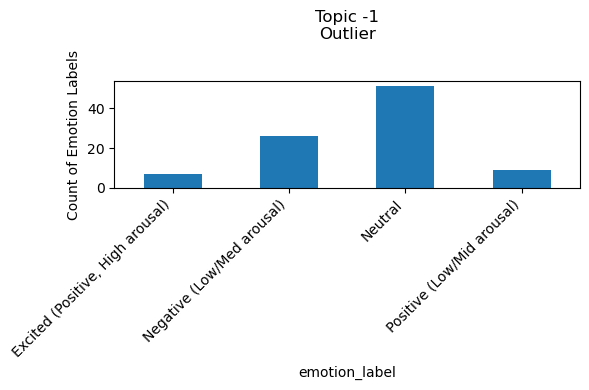 Topic -1
Outlier
Count of Emotion Labels
40
20
0
Excited (Positive, High arousal)
Negative (Low/Med arousal)
Neutral
Positive (Low/Mid arousal)
emotion_label